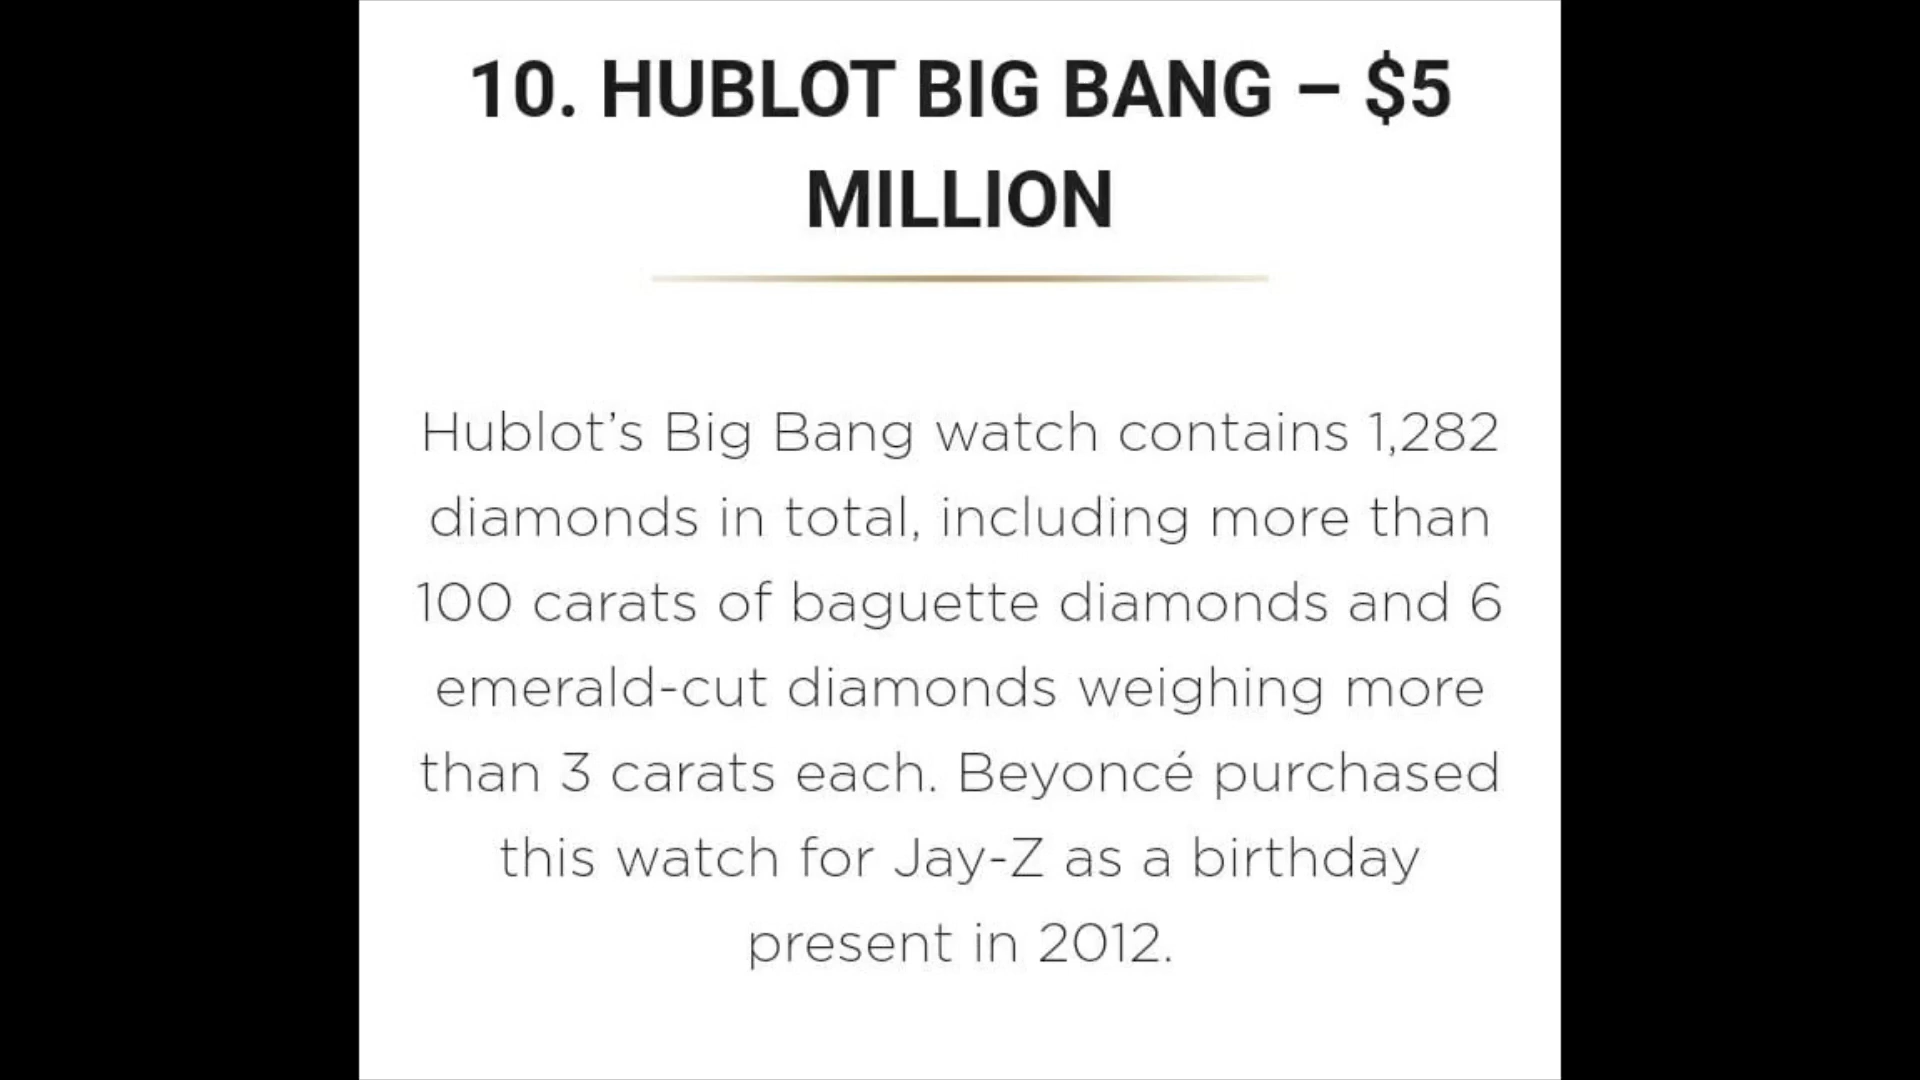 10. HUBLOT BIG BANG – $5
MILLION
Hublot’s Big Bang watch contains 1,282
diamonds in total, including more than
100 carats of baguette diamonds and 6
emerald-cut diamonds weighing more
than 3 carats each. Beyoncé purchased
this watch for Jay-Z as a birthday
present in 2012.